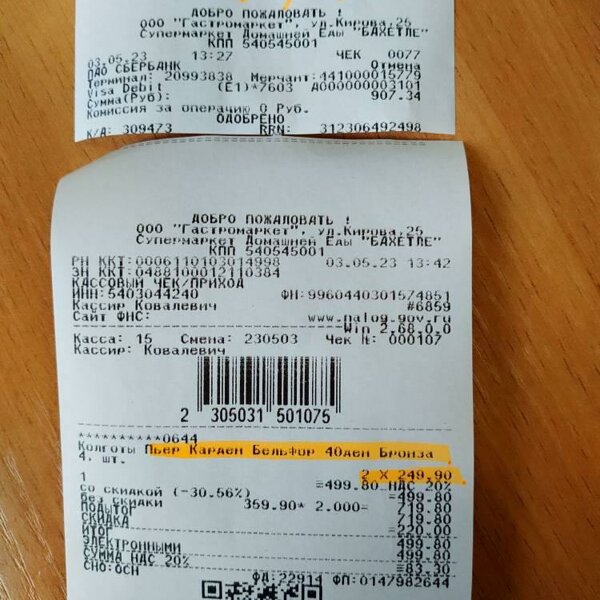 ДОБРО ПОЖАЛОВАТЬ !
ООО "Гастромаркет", ул.Кирова,25
Супермаркет Домашней Еды "БАХЕТЛЕ"
КПП 540545001
03.05.23 13:27 ЧЕК 0077
ПАО СБЕРБАНК Отмена
Терминал: 20993838 Мерчант:441000015779
Visa Debit (E1)*7603 A0000000003101
Сумма(Руб): 907.34
Комиссия за операцию 0 Руб.
ОДОБРЕНО
К/А: 309473 RRN: 312306492498
ДОБРО ПОЖАЛОВАТЬ !
ООО "Гастромаркет", ул.Кирова,25
Супермаркет Домашней Еды "БАХЕТЛЕ"
КПП 540545001
РН ККТ:0006110103014998 03.05.23 13:42
ЗН ККТ:0488100012110384
КАССОВЫЙ ЧЕК/ПРИХОД
ИНН:5403044240 ФН:9960440301574851
Кассир Ковалевич #6859
Сайт ФНС: www.nalog.gov.ru
Win 2.68.0.0
Касса: 15 Смена: 230503 Чек №: 000107
Кассир: Ковалевич
2 305031 501075
**********0644
Колготы Пьер Карден Бельфор 40ден Бронза
4, шт.
2 X 249.90
1 =499.80 НДС 20%
со скидкой (-30.56%) =499.80
без скидки 359.90* 2.000= 719.80
ПОДЫТОГ 719.80
СКИДКА =220.00
ИТОГ 499.80
ЭЛЕКТРОННЫМИ 499.80
СУММА НДС 20% =83.30
СНО:ОСН
ФД:22914 ФП:0147982644